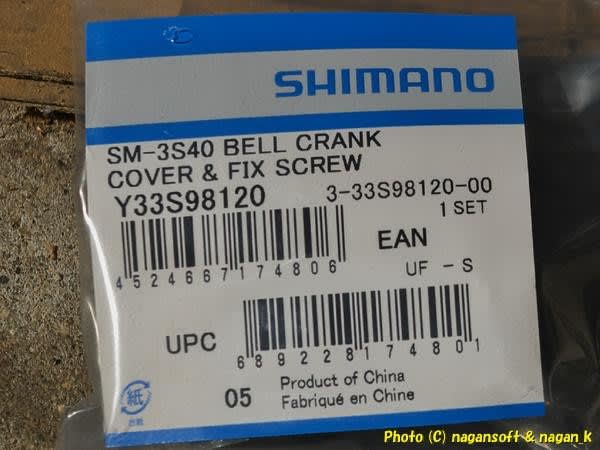 SHIMANO
SM-3S40 BELL CRANK
COVER & FIX SCREW
Y33S98120 3-33S98120-00
1 SET
4524667174806
EAN
UF - S
UPC
689228174801
紙
05 Product of China
Fabriqué en Chine
Photo (C) nagansoft & nagan_k